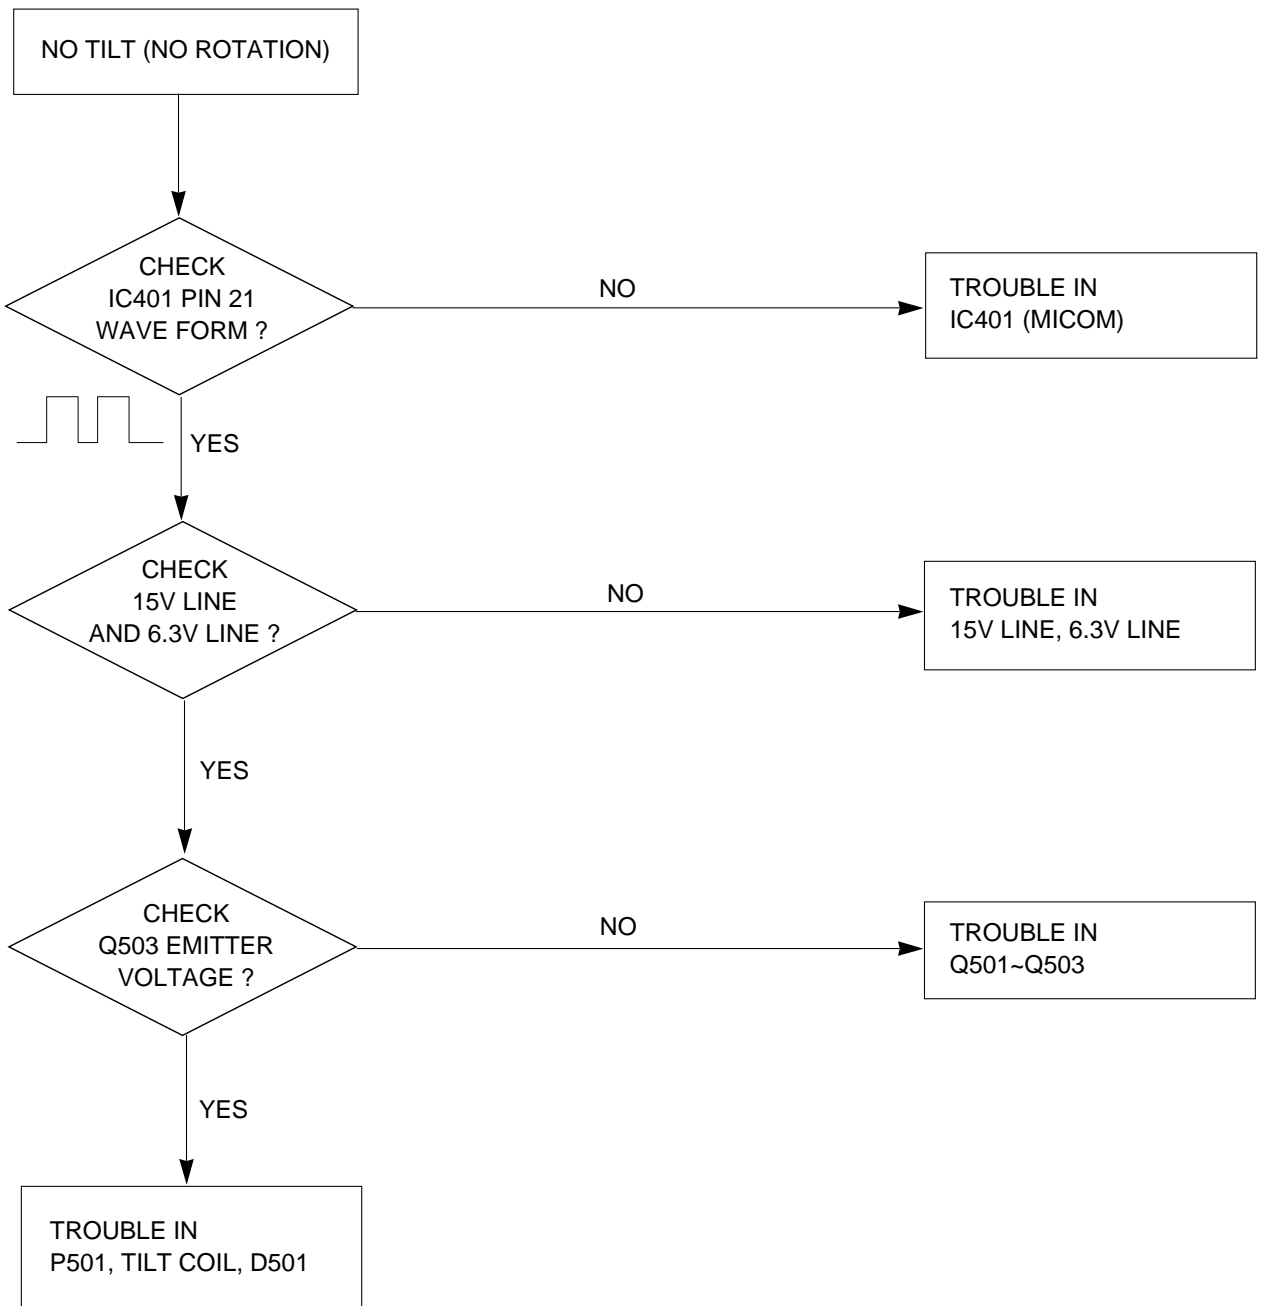 NO TILT (NO ROTATION)
CHECK
IC401 PIN 21
WAVE FORM ?
NO
TROUBLE IN
IC401 (MICOM)
YES
CHECK
15V LINE
AND 6.3V LINE ?
NO
TROUBLE IN
15V LINE, 6.3V LINE
YES
CHECK
Q503 EMITTER
VOLTAGE ?
NO
TROUBLE IN
Q501~Q503
YES
TROUBLE IN
P501, TILT COIL, D501